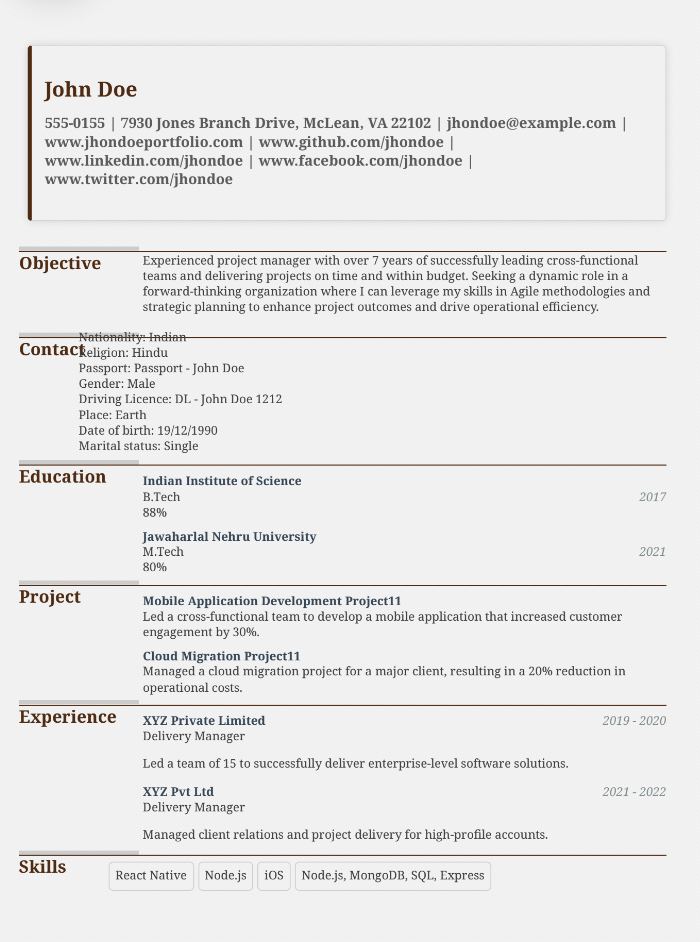 John Doe
555-0155 | 7930 Jones Branch Drive, McLean, VA 22102 | jhondoe@example.com |
www.jhondoeportfolio.com | www.github.com/jhondoe |
www.linkedin.com/jhondoe | www.facebook.com/jhondoe |
www.twitter.com/jhondoe
Objective
Experienced project manager with over 7 years of successfully leading cross-functional
teams and delivering projects on time and within budget. Seeking a dynamic role in a
forward-thinking organization where I can leverage my skills in Agile methodologies and
strategic planning to enhance project outcomes and drive operational efficiency.
Contact
Nationality: Indian
Religion: Hindu
Passport: Passport - John Doe
Gender: Male
Driving Licence: DL - John Doe 1212
Place: Earth
Date of birth: 19/12/1990
Marital status: Single
Education
Indian Institute of Science
B.Tech 2017
88%
Jawaharlal Nehru University
M.Tech 2021
80%
Project
Mobile Application Development Project11
Led a cross-functional team to develop a mobile application that increased customer
engagement by 30%.
Cloud Migration Project11
Managed a cloud migration project for a major client, resulting in a 20% reduction in
operational costs.
Experience
XYZ Private Limited 2019 - 2020
Delivery Manager
Led a team of 15 to successfully deliver enterprise-level software solutions.
XYZ Pvt Ltd 2021 - 2022
Delivery Manager
Managed client relations and project delivery for high-profile accounts.
Skills
React Native Node.js iOS Node.js, MongoDB, SQL, Express